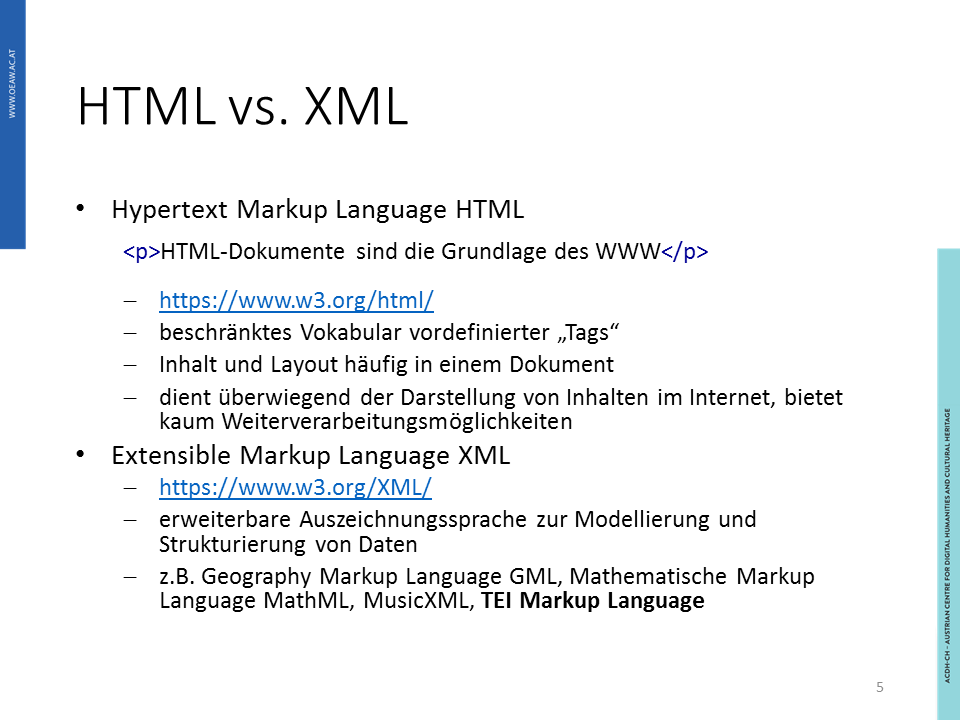 WWW.OEAW.AC.AT
HTML vs. XML
• Hypertext Markup Language HTML
<p>HTML-Dokumente sind die Grundlage des WWW</p>
– https://www.w3.org/html/
– beschränktes Vokabular vordefinierter „Tags“
– Inhalt und Layout häufig in einem Dokument
– dient überwiegend der Darstellung von Inhalten im Internet, bietet
kaum Weiterverarbeitungsmöglichkeiten
• Extensible Markup Language XML
– https://www.w3.org/XML/
– erweiterbare Auszeichnungssprache zur Modellierung und
Strukturierung von Daten
– z.B. Geography Markup Language GML, Mathematische Markup
Language MathML, MusicXML, TEI Markup Language
ACDH-CH - AUSTRIAN CENTRE FOR DIGITAL HUMANITIES AND CULTURAL HERITAGE
5